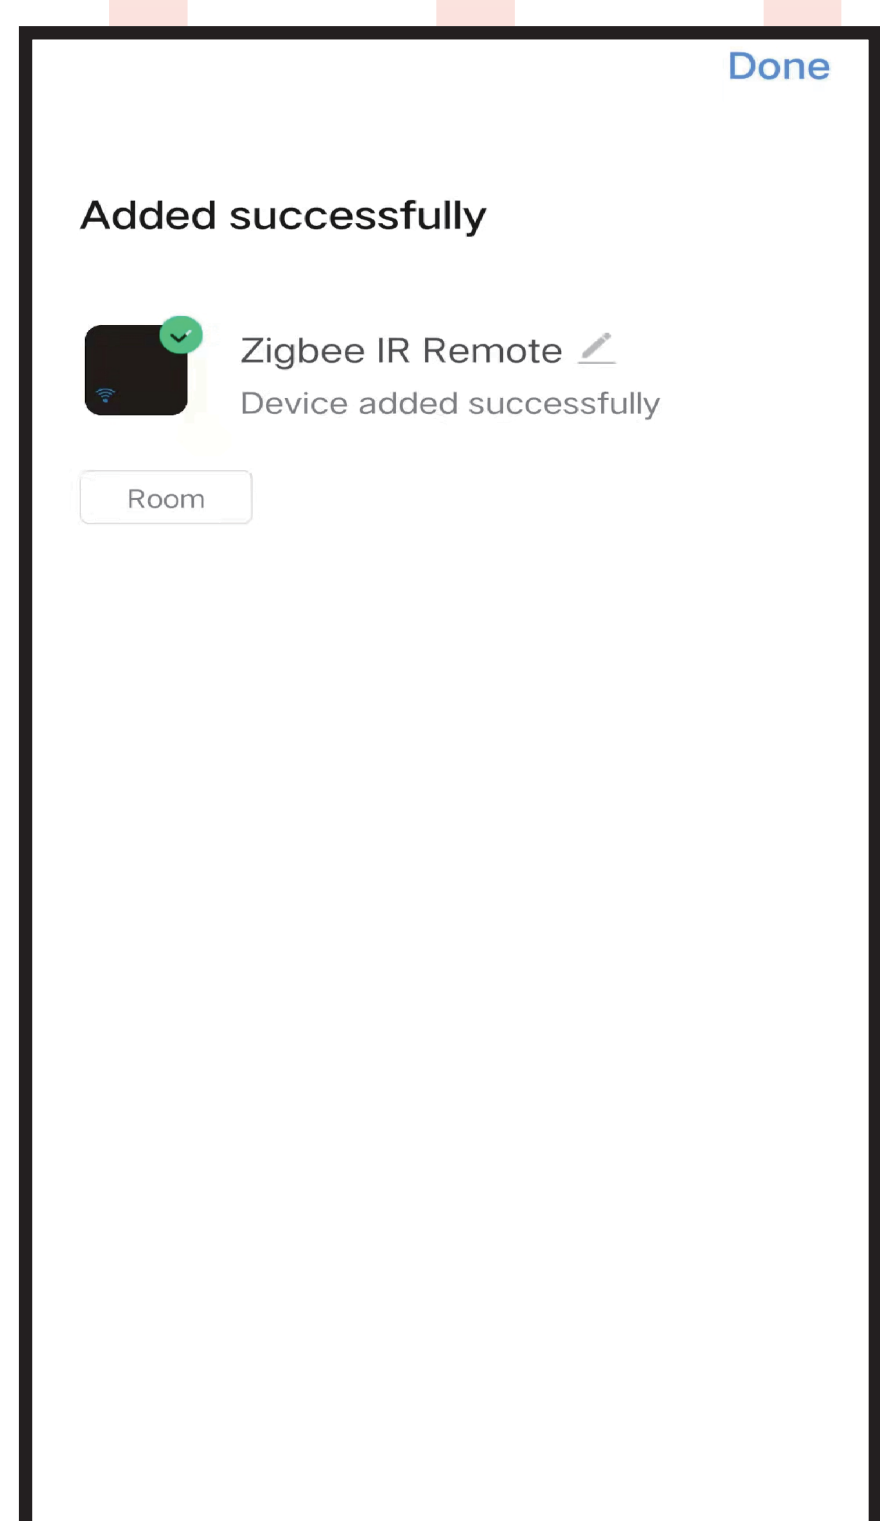 Done
Added successfully
Zigbee IR Remote
Device added successfully
Room